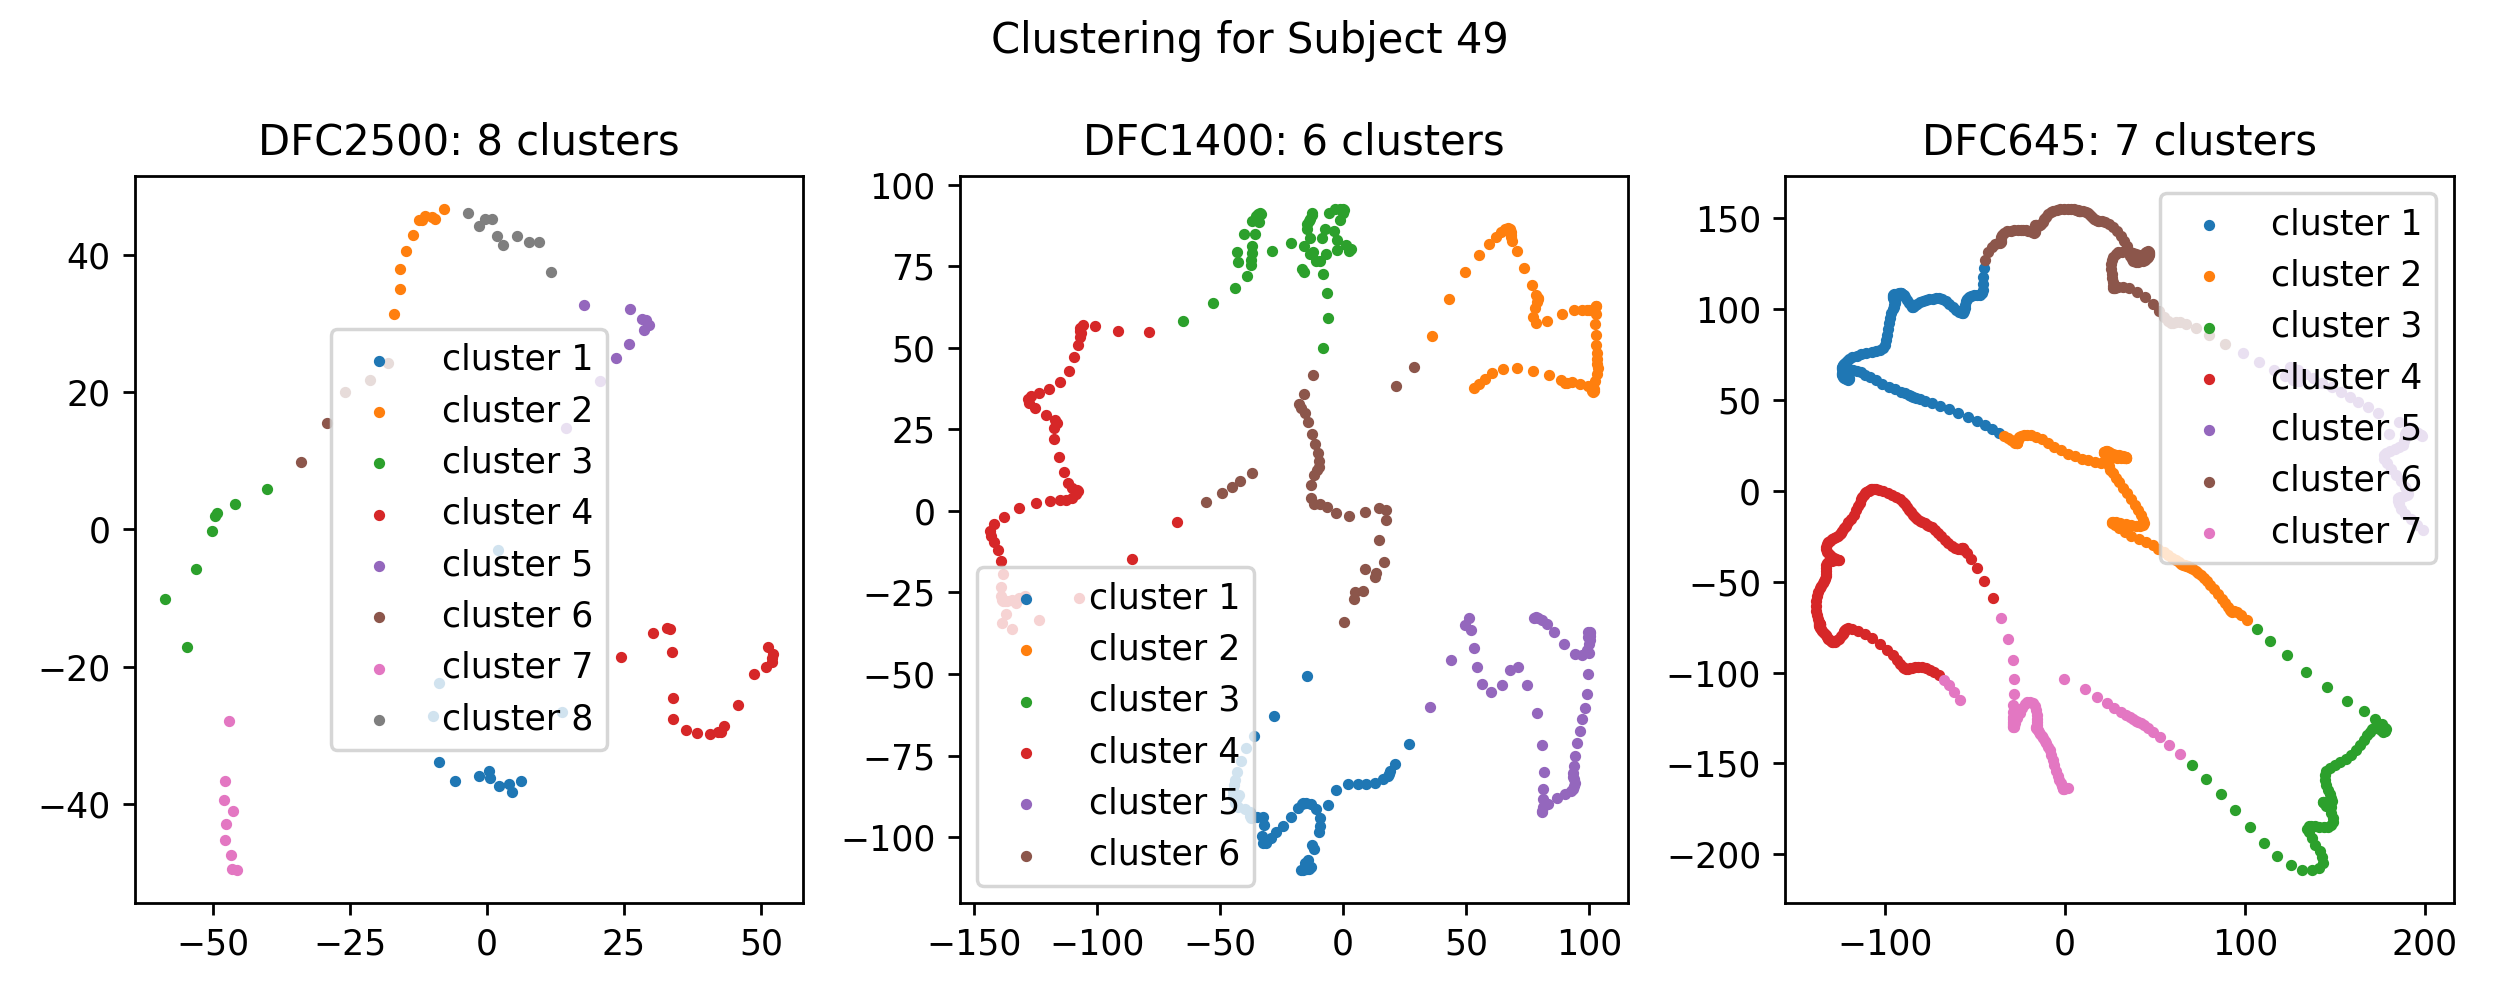 Clustering for Subject 49
DFC2500: 8 clusters
40
20
0
−20
−40
−50
−25
0
25
50
cluster 1
cluster 2
cluster 3
cluster 4
cluster 5
cluster 6
cluster 7
cluster 8
DFC1400: 6 clusters
100
75
50
25
0
−25
−50
−75
−100
−150
−100
−50
0
50
100
cluster 1
cluster 2
cluster 3
cluster 4
cluster 5
cluster 6
DFC645: 7 clusters
150
100
50
0
−50
−100
−150
−200
−100
0
100
200
cluster 1
cluster 2
cluster 3
cluster 4
cluster 5
cluster 6
cluster 7